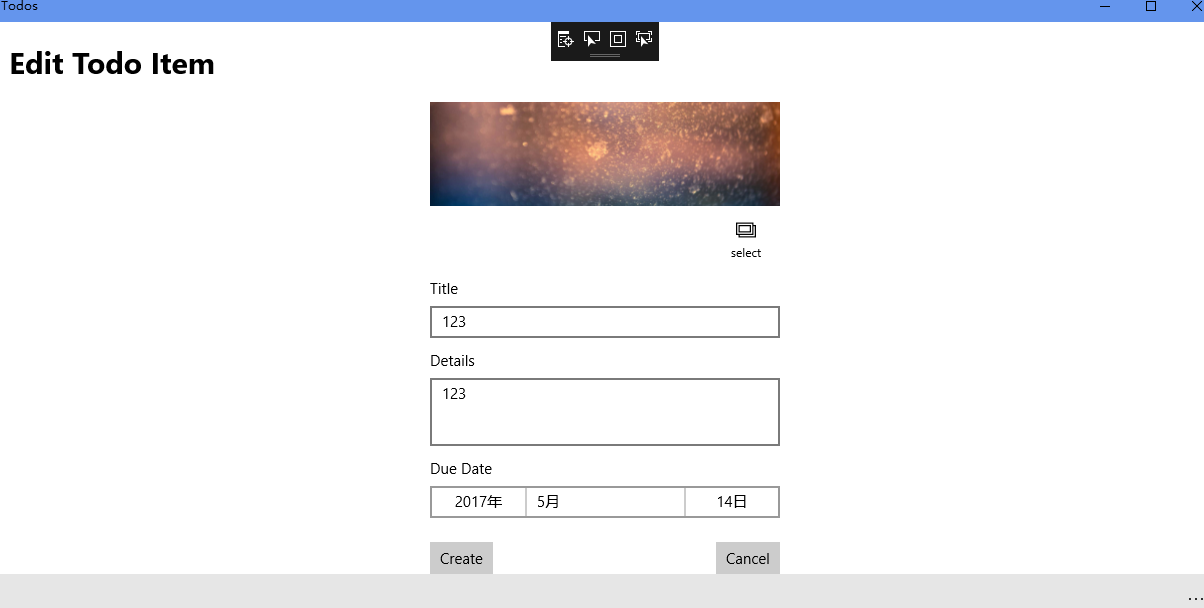 Todos
Edit Todo Item
select
Title
123
Details
123
Due Date
2017年 5月 14日
Create Cancel
...